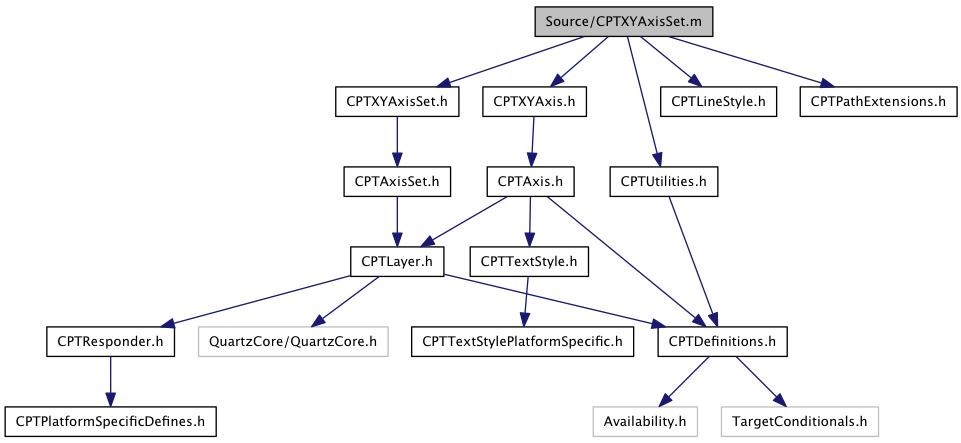 Source/CPTXYAxisSet.m
CPTXYAxisSet.h
CPTXYAxis.h
CPTLineStyle.h
CPTPathExtensions.h
CPTAxisSet.h
CPTAxis.h
CPTUtilities.h
CPTLayer.h
CPTTextStyle.h
CPTResponder.h
QuartzCore/QuartzCore.h
CPTTextStylePlatformSpecific.h
CPTDefinitions.h
CPTPlatformSpecificDefines.h
Availability.h
TargetConditionals.h